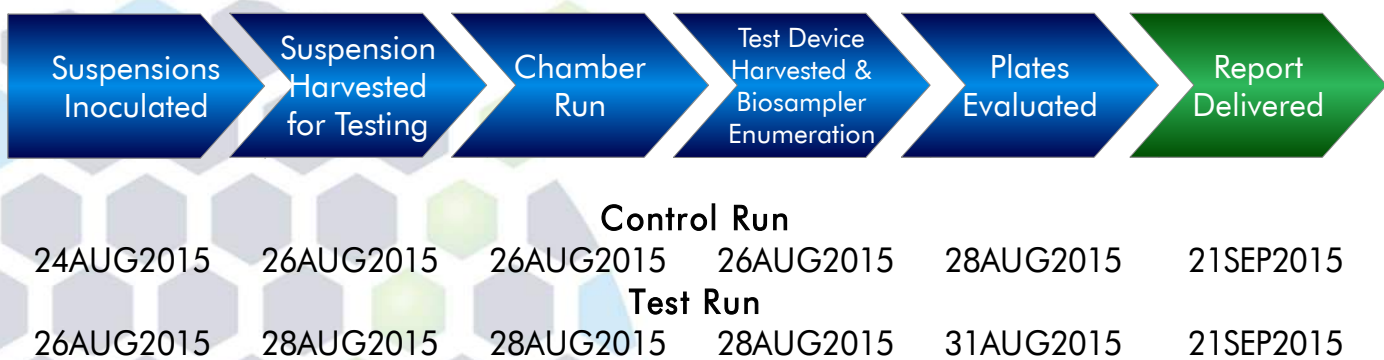 Suspensions
Inoculated
Suspension
Harvested
for Testing
Chamber
Run
Test Device
Harvested &
Biosampler
Enumeration
Plates
Evaluated
Report
Delivered
Control Run
24AUG2015 26AUG2015 26AUG2015 26AUG2015 28AUG2015 21SEP2015
Test Run
26AUG2015 28AUG2015 28AUG2015 28AUG2015 31AUG2015 21SEP2015